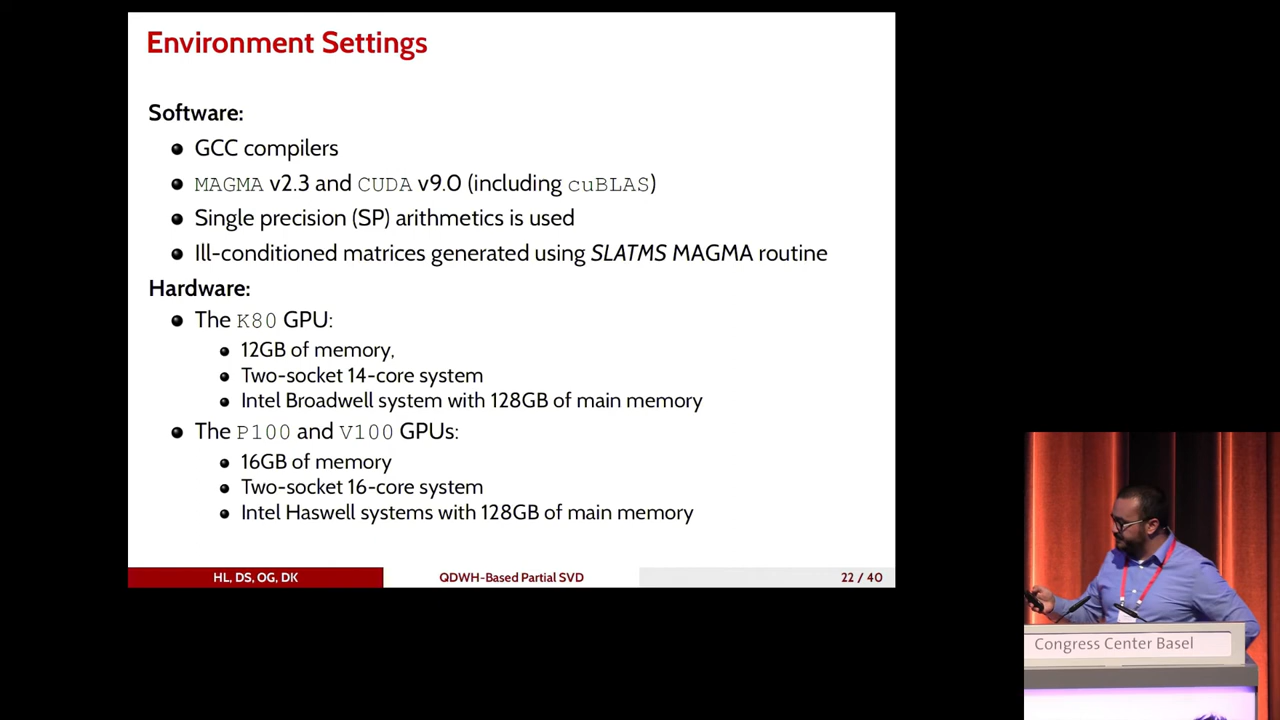 Environment Settings
Software:
GCC compilers
MAGMA v2.3 and CUDA v9.0 (including cuBLAS)
Single precision (SP) arithmetics is used
Ill-conditioned matrices generated using SLATMS MAGMA routine
Hardware:
The K80 GPU:
12GB of memory,
Two-socket 14-core system
Intel Broadwell system with 128GB of main memory
The P100 and V100 GPUs:
16GB of memory
Two-socket 16-core system
Intel Haswell systems with 128GB of main memory
HL, DS, OG, DK
QDWH-Based Partial SVD
22 / 40
Congress Center Basel